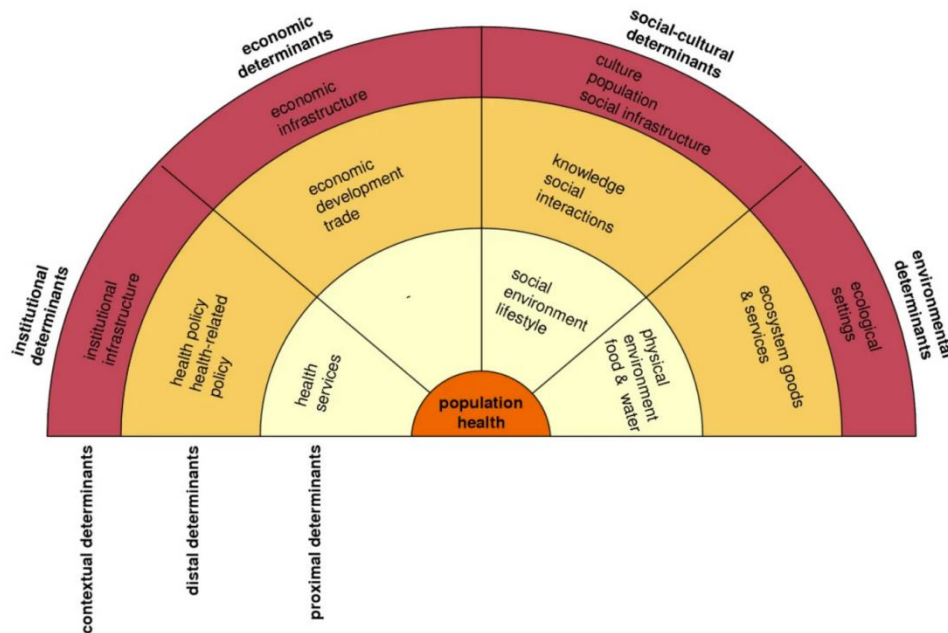 economic
determinants
social-cultural
determinants
institutional
determinants
environmental
determinants
economic
infrastructure
culture
population
social infrastructure
institutional
infrastructure
ecological
settings
economic
development
trade
knowledge
social
interactions
health policy
health-related
policy
ecosystem goods
& services
health
services
social
environment
lifestyle
physical
environment
food & water
population
health
contextual determinants
distal determinants
proximal determinants